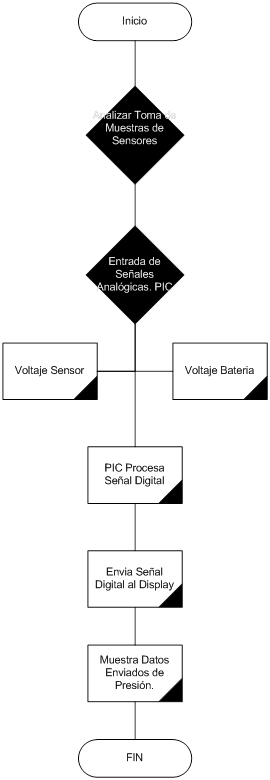 Inicio
Analizar Toma de
Muestras de
Sensores
Entrada de
Señales
Analógicas. PIC
Voltaje Sensor
Voltaje Bateria
PIC Procesa
Señal Digital
Envia Señal
Digital al Display
Muestra Datos
Enviados de
Presión.
FIN